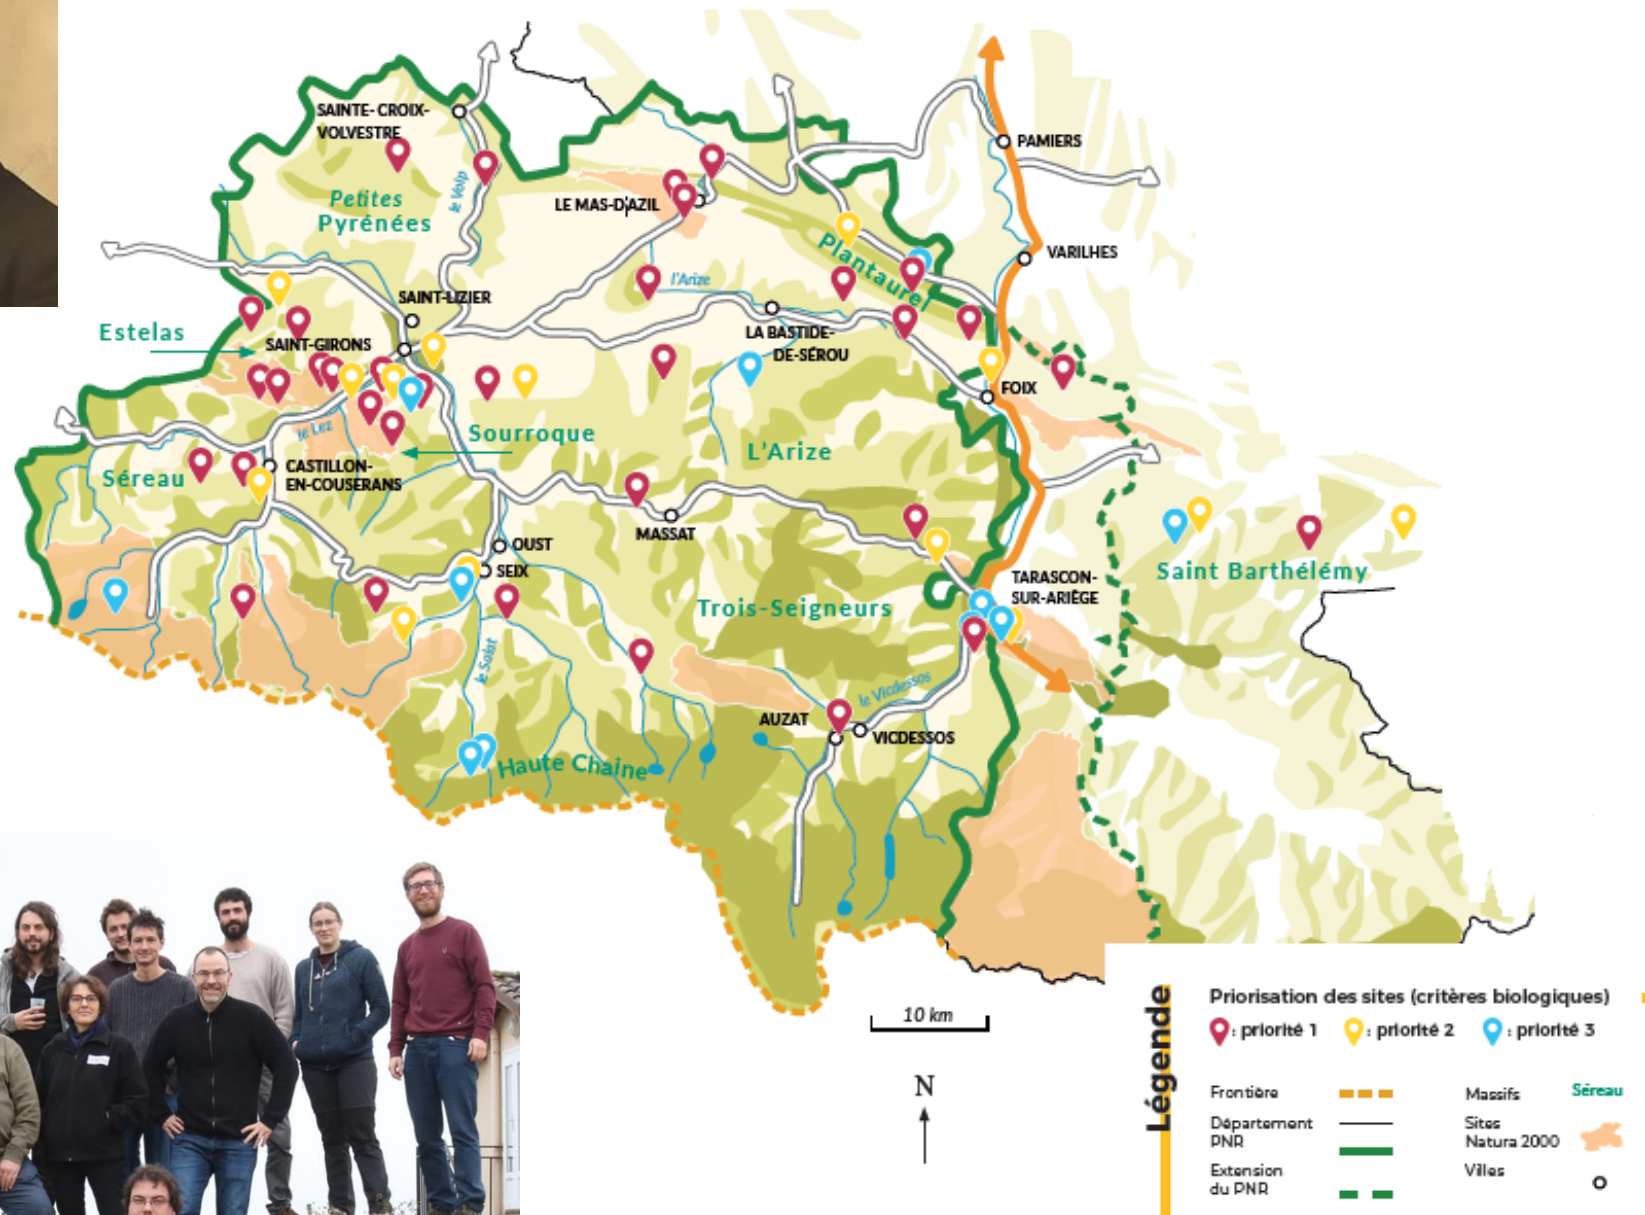 SAINTE-CROIX-
VOLVESTRE
PAMIERS
le Volp
Petites
Pyrénées
LE MAS-D'AZIL
Plantaurel
VARILHES
l'Arize
SAINT-LIZIER
Estelas
SAINT-GIRONS
LA BASTIDE-
DE-SÉROU
FOIX
le Lez
Sourroque
L'Arize
Séreau
CASTILLON-
EN-COUSERANS
MASSAT
OUST
SEIX
Saint Barthélémy
TARASCON-
SUR-ARIÈGE
Trois-Seigneurs
le Salat
le Vicdessos
AUZAT
VICDESSOS
Haute Chaine
10 km
N
Légende
Priorisation des sites (critères biologiques)
: priorité 1 : priorité 2 : priorité 3
Frontière
Massifs
Séreau
Département
PNR
Sites
Natura 2000
Extension
du PNR
Villes